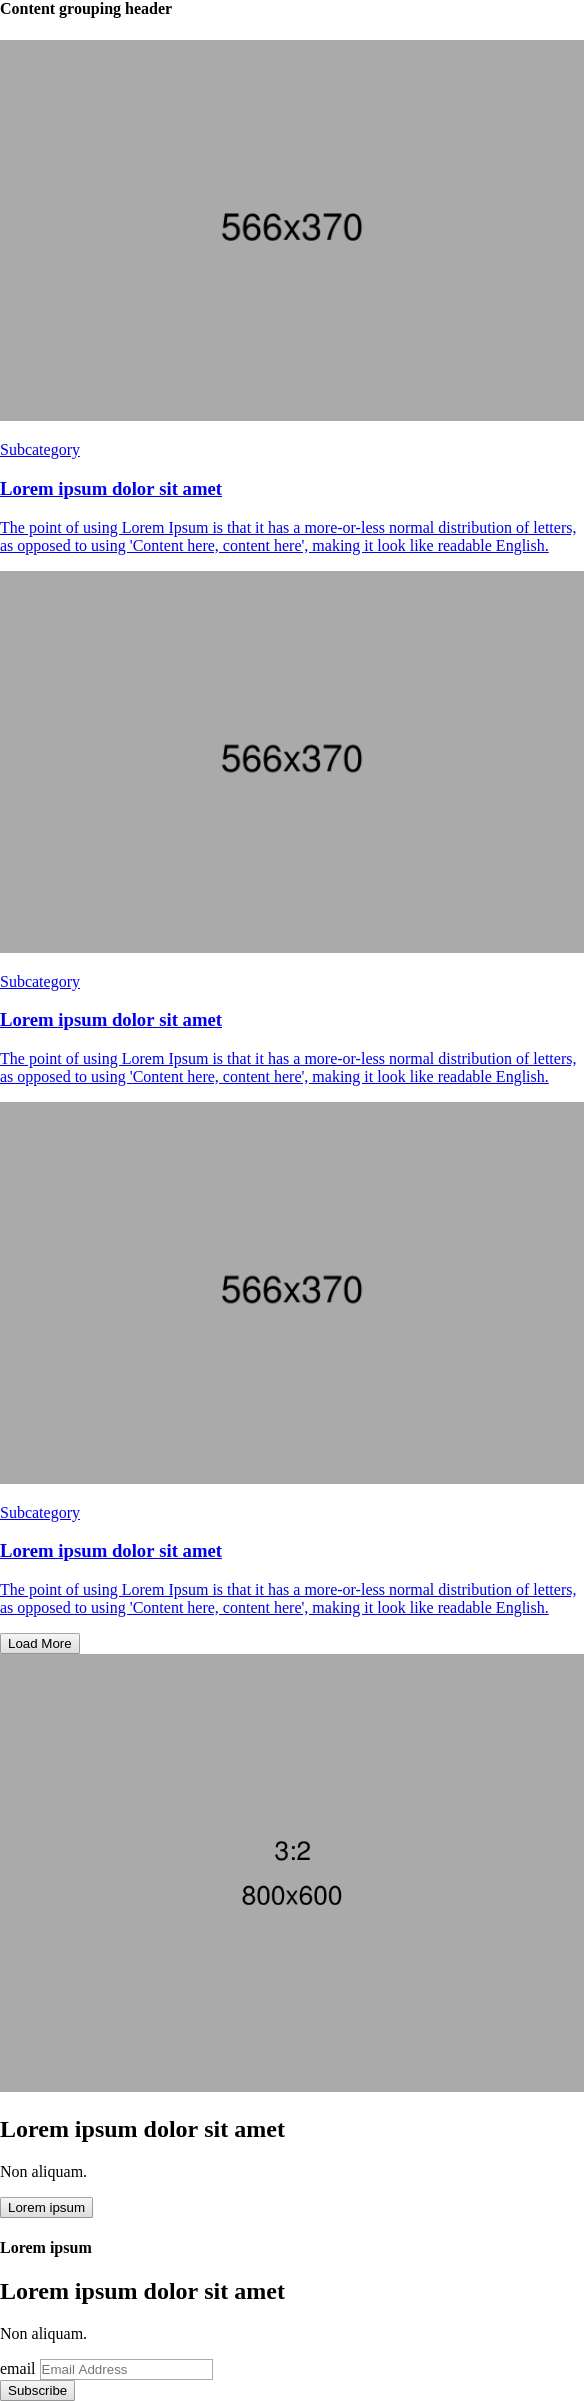 Content grouping header
566x370
Subcategory
Lorem ipsum dolor sit amet
The point of using Lorem Ipsum is that it has a more-or-less normal distribution of letters,
as opposed to using 'Content here, content here', making it look like readable English.
566x370
Subcategory
Lorem ipsum dolor sit amet
The point of using Lorem Ipsum is that it has a more-or-less normal distribution of letters,
as opposed to using 'Content here, content here', making it look like readable English.
566x370
Subcategory
Lorem ipsum dolor sit amet
The point of using Lorem Ipsum is that it has a more-or-less normal distribution of letters,
as opposed to using 'Content here, content here', making it look like readable English.
Load More
3:2
800x600
Lorem ipsum dolor sit amet
Non aliquam.
Lorem ipsum
Lorem ipsum
Lorem ipsum dolor sit amet
Non aliquam.
email Email Address
Subscribe